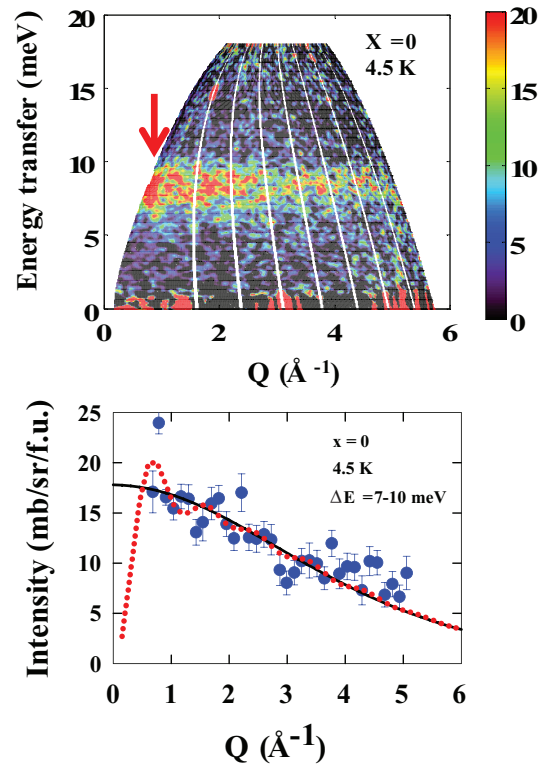 X =0
4.5 K
Energy transfer (meV)
20
15
10
5
0
0
2
4
6
Q (Å -1)
20
15
10
5
0
x = 0
4.5 K
ΔE =7-10 meV
Intensity (mb/sr/f.u.)
25
20
15
10
5
0
0 1 2 3 4 5 6
Q (Å-1)